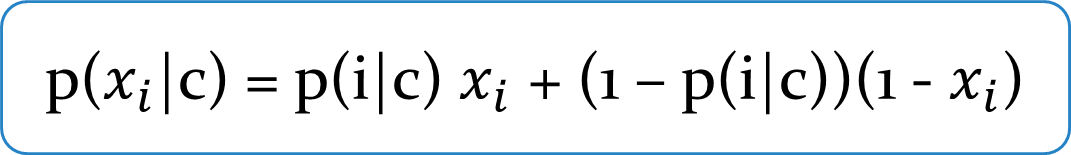 p(xᵢ|c) = p(i|c) xᵢ + (1 – p(i|c))(1 - xᵢ)